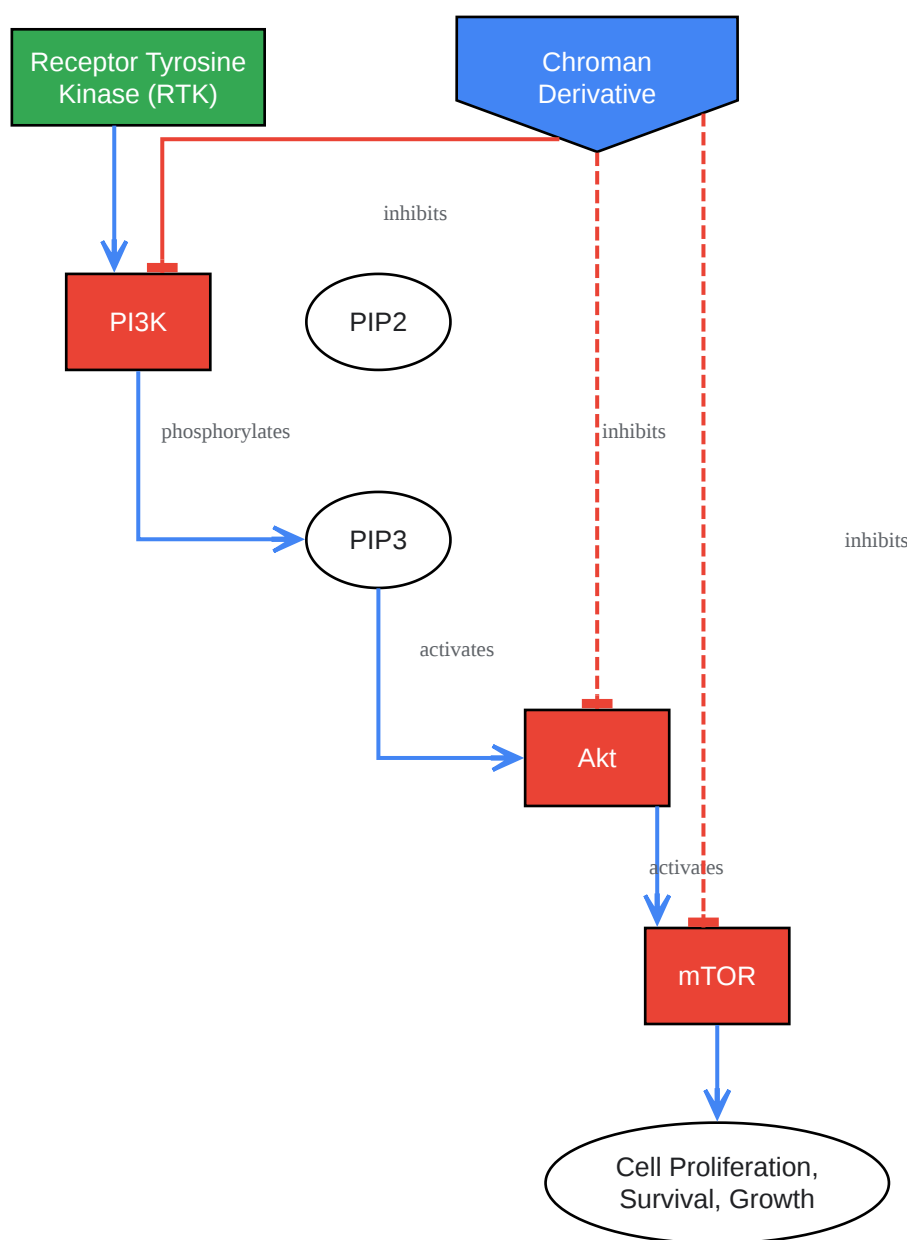 Receptor Tyrosine
Kinase (RTK)
Chroman
Derivative
inhibits
PI3K
PIP2
phosphorylates
inhibits
PIP3
inhibits
activates
Akt
activates
mTOR
Cell Proliferation,
Survival, Growth